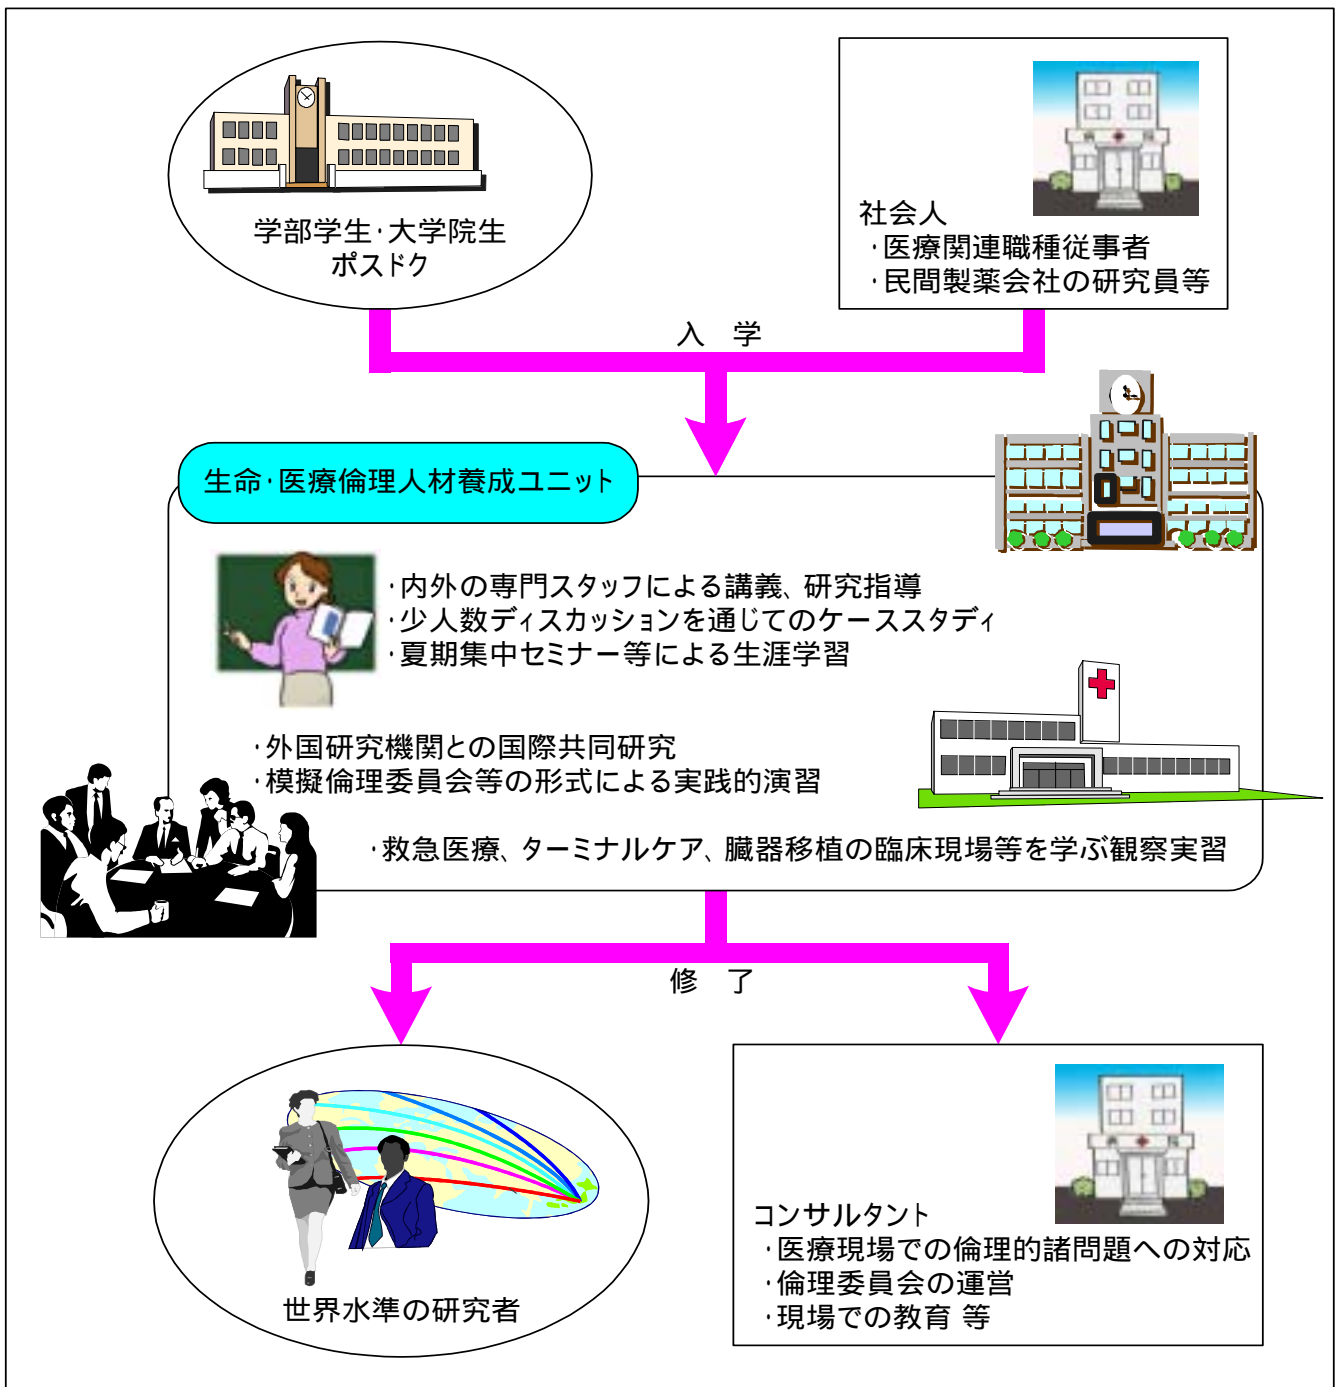 学部学生・大学院生
ポスドク
社会人
・医療関連職種従事者
・民間製薬会社の研究員等
入 学
生命・医療倫理人材養成ユニット
・内外の専門スタッフによる講義、研究指導
・少人数ディスカッションを通じてのケーススタディ
・夏期集中セミナー等による生涯学習
・外国研究機関との国際共同研究
・模擬倫理委員会等の形式による実践的演習
・救急医療、ターミナルケア、臓器移植の臨床現場等を学ぶ観察実習
修 了
世界水準の研究者
コンサルタント
・医療現場での倫理的諸問題への対応
・倫理委員会の運営
・現場での教育 等